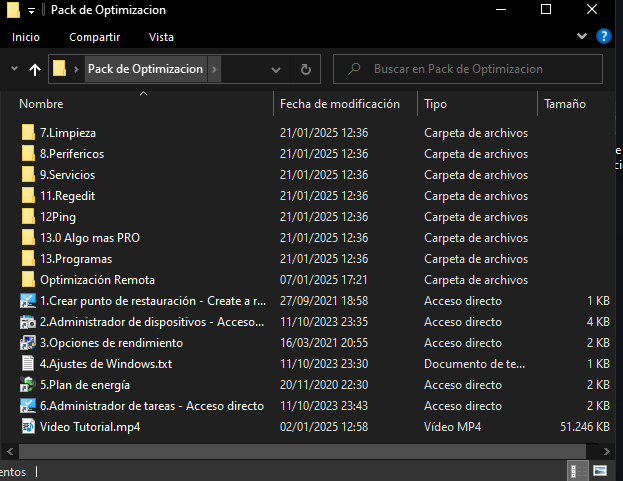 Pack de Optimizacion
Inicio Compartir Vista
Pack de Optimizacion Buscar en Pack de Optimizacion
Nombre Fecha de modificación Tipo Tamaño
7.Limpieza 21/01/2025 12:36 Carpeta de archivos
8.Perifericos 21/01/2025 12:36 Carpeta de archivos
9.Servicios 21/01/2025 12:36 Carpeta de archivos
11.Regedit 21/01/2025 12:36 Carpeta de archivos
12Ping 21/01/2025 12:36 Carpeta de archivos
13.0 Algo mas PRO 21/01/2025 12:36 Carpeta de archivos
13.Programas 21/01/2025 12:36 Carpeta de archivos
Optimización Remota 07/01/2025 17:21 Carpeta de archivos
1.Crear punto de restauración - Create a r... 27/09/2021 18:58 Acceso directo 1 KB
2.Administrador de dispositivos - Acceso... 11/10/2023 23:35 Acceso directo 4 KB
3.Opciones de rendimiento 16/03/2021 20:55 Acceso directo 2 KB
4.Ajustes de Windows.txt 11/10/2023 23:30 Documento de te... 1 KB
5.Plan de energía 20/11/2020 22:30 Acceso directo 2 KB
6.Administrador de tareas - Acceso directo 11/10/2023 23:43 Acceso directo 2 KB
Video Tutorial.mp4 02/01/2025 12:58 Vídeo MP4 51.246 KB
entos